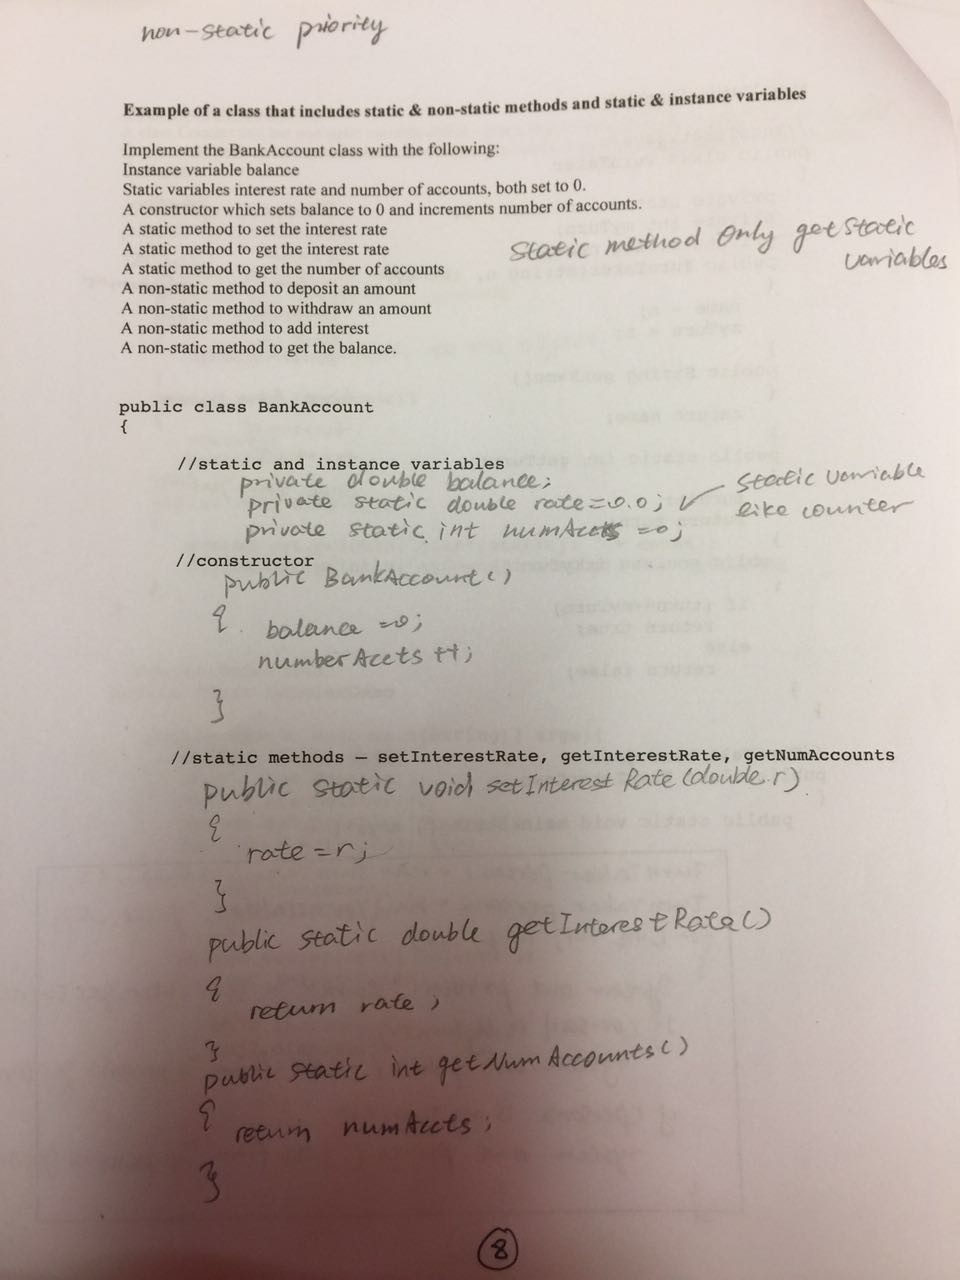 non-static priority
Example of a class that includes static & non-static methods and static & instance variables
Implement the BankAccount class with the following:
Instance variable balance
Static variables interest rate and number of accounts, both set to 0.
A constructor which sets balance to 0 and increments number of accounts.
A static method to set the interest rate
A static method to get the interest rate
A static method to get the number of accounts
A non-static method to deposit an amount
A non-static method to withdraw an amount
A non-static method to add interest
A non-static method to get the balance.
Static method Only get static
variables
public class BankAccount
{
//static and instance variables
private double balance;
private static double rate=0.0;
private static int numAccts =0;
static variable
like counter
//constructor
public BankAccount()
{ balance =0;
numberAccts ++;
}
//static methods – setInterestRate, getInterestRate, getNumAccounts
public static void setInterestRate(double r)
{
rate=r;
}
public static double getInterestRate()
{
return rate;
}
public static int getNumAccounts()
{
return numAccts;
}
8